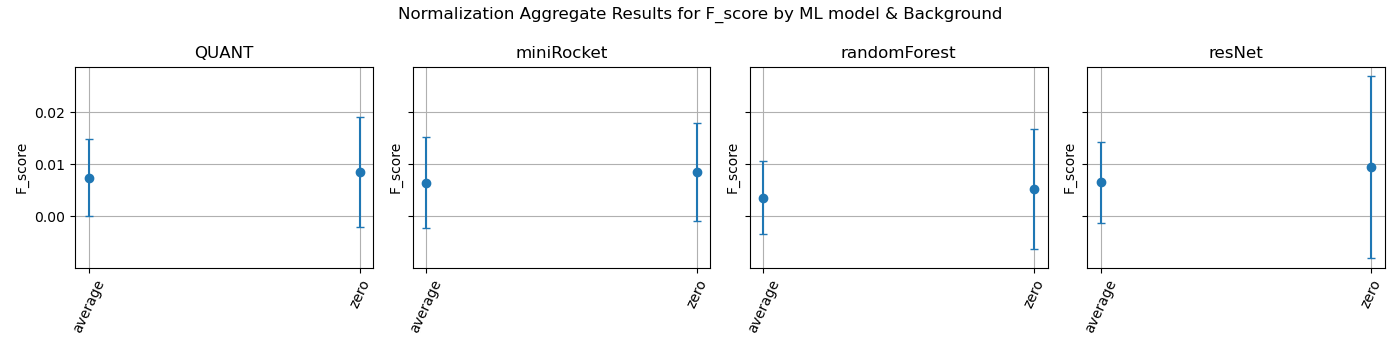 Normalization Aggregate Results for F_score by ML model & Background
QUANT
miniRocket
randomForest
resNet
F_score
0.02
0.01
0.00
average
zero
F_score
average
zero
F_score
average
zero
F_score
average
zero